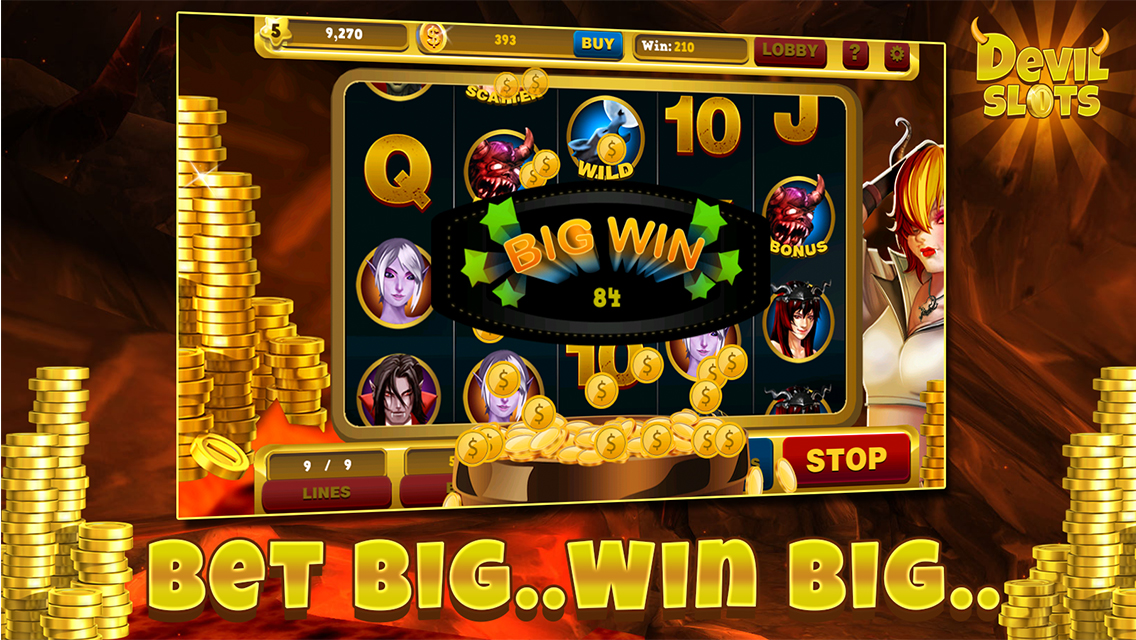 5
9,270
393
BUY
Win: 210
LOBBY
?
DEVIL
SLOTS
SCATTER
WILD
10
J
Q
BIG WIN
84
BONUS
10
9 / 9
LINES
STOP
BET BIG..WIN BIG..